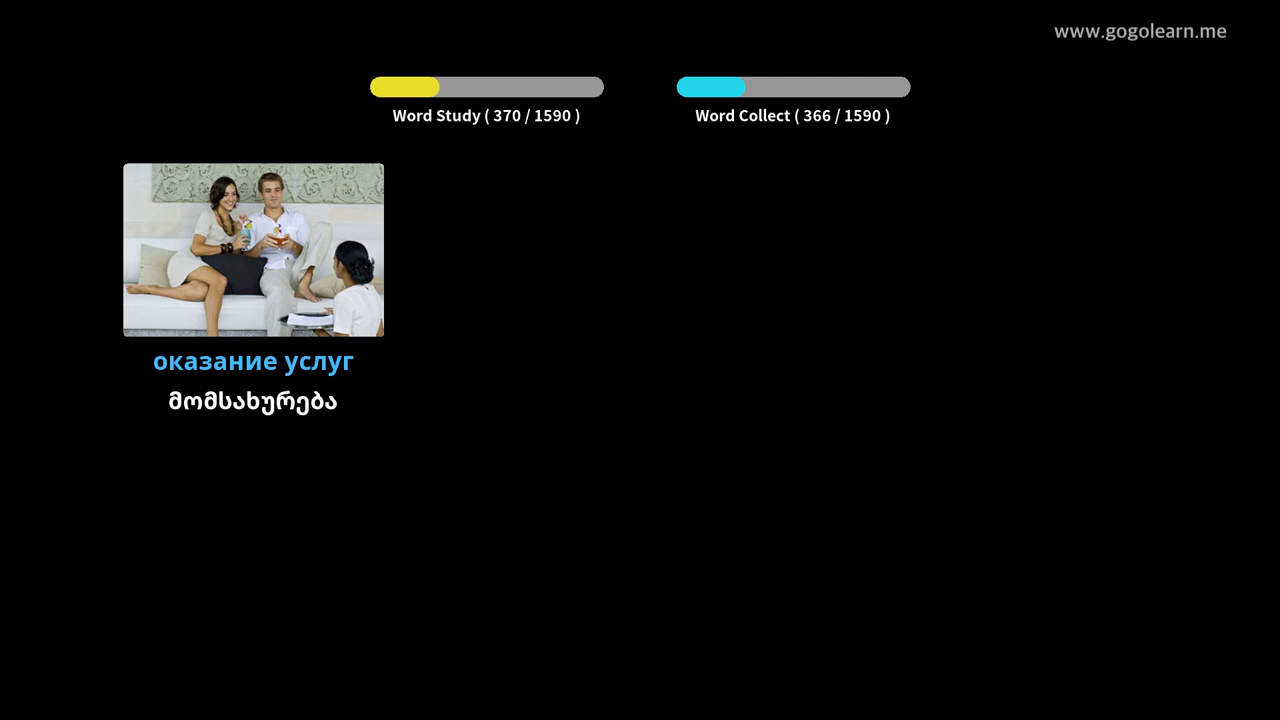 www.gogolearn.me
Word Study ( 370 / 1590 )
Word Collect ( 366 / 1590 )
оказание услуг
მომსახურება